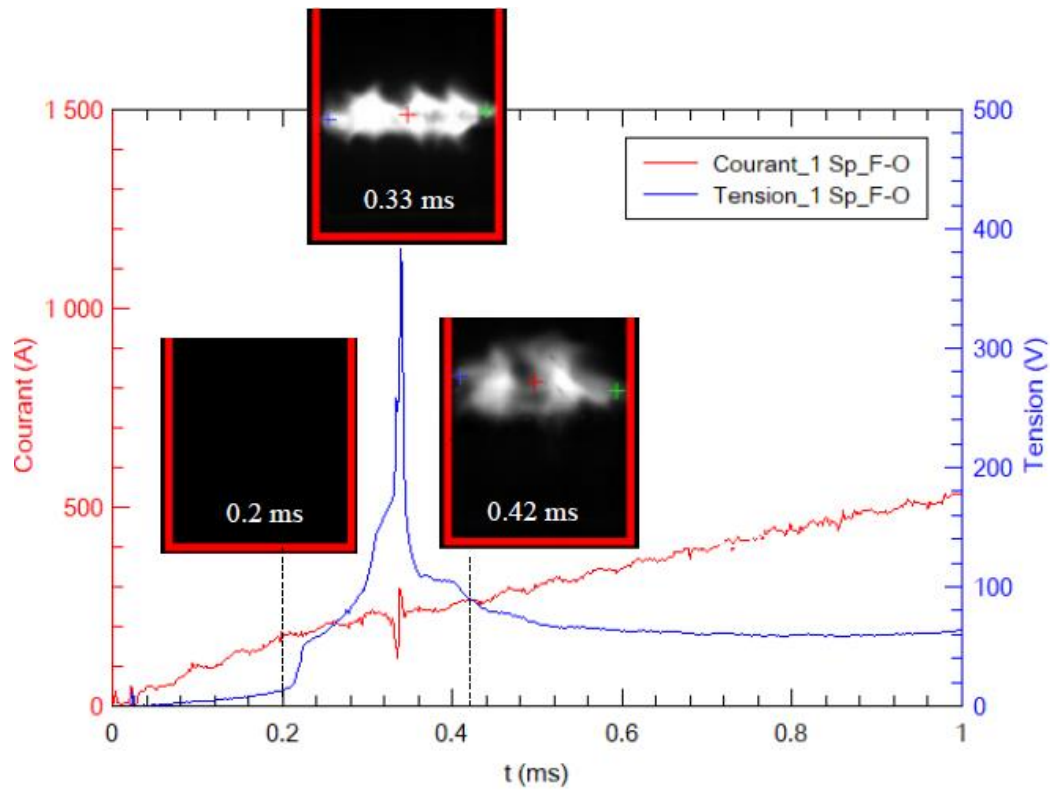 0.33 ms
1 500
1 000
500
0
Courant (A)
500
400
300
200
100
0
Tension (V)
Courant_1 Sp_F-O
Tension_1 Sp_F-O
0.2 ms
0.42 ms
0
0.2
0.4
0.6
0.8
1
t (ms)